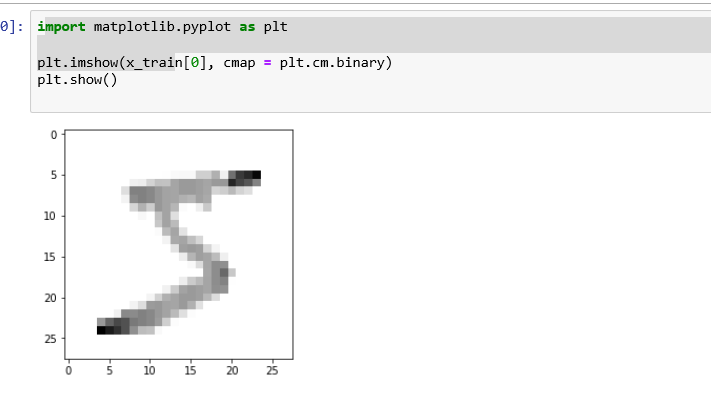 0]:
import matplotlib.pyplot as plt
plt.imshow(x_train[0], cmap = plt.cm.binary)
plt.show()
0
5
10
15
20
25
0 5 10 15 20 25